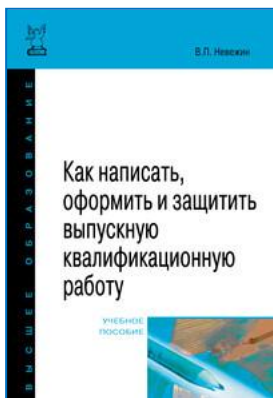 В.П. Невежин
Как написать,
оформить и защитить
выпускную
квалификационную
работу
УЧЕБНОЕ
ПОСОБИЕ
ВЫСШЕЕ ОБРАЗОВАНИЕ